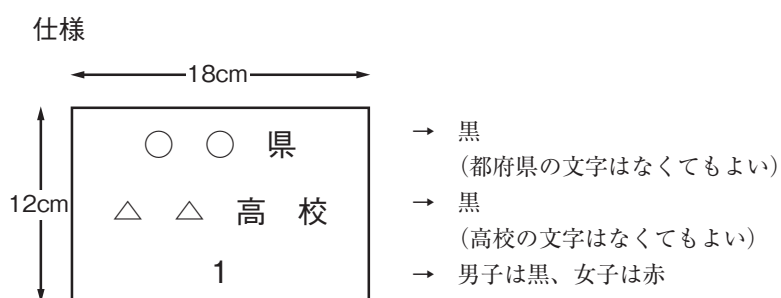 仕様
18cm
○ ○ 県 → 黒
（都府県の文字はなくてもよい）
12cm △ △ 高 校 → 黒
（高校の文字はなくてもよい）
1 → 男子は黒、女子は赤